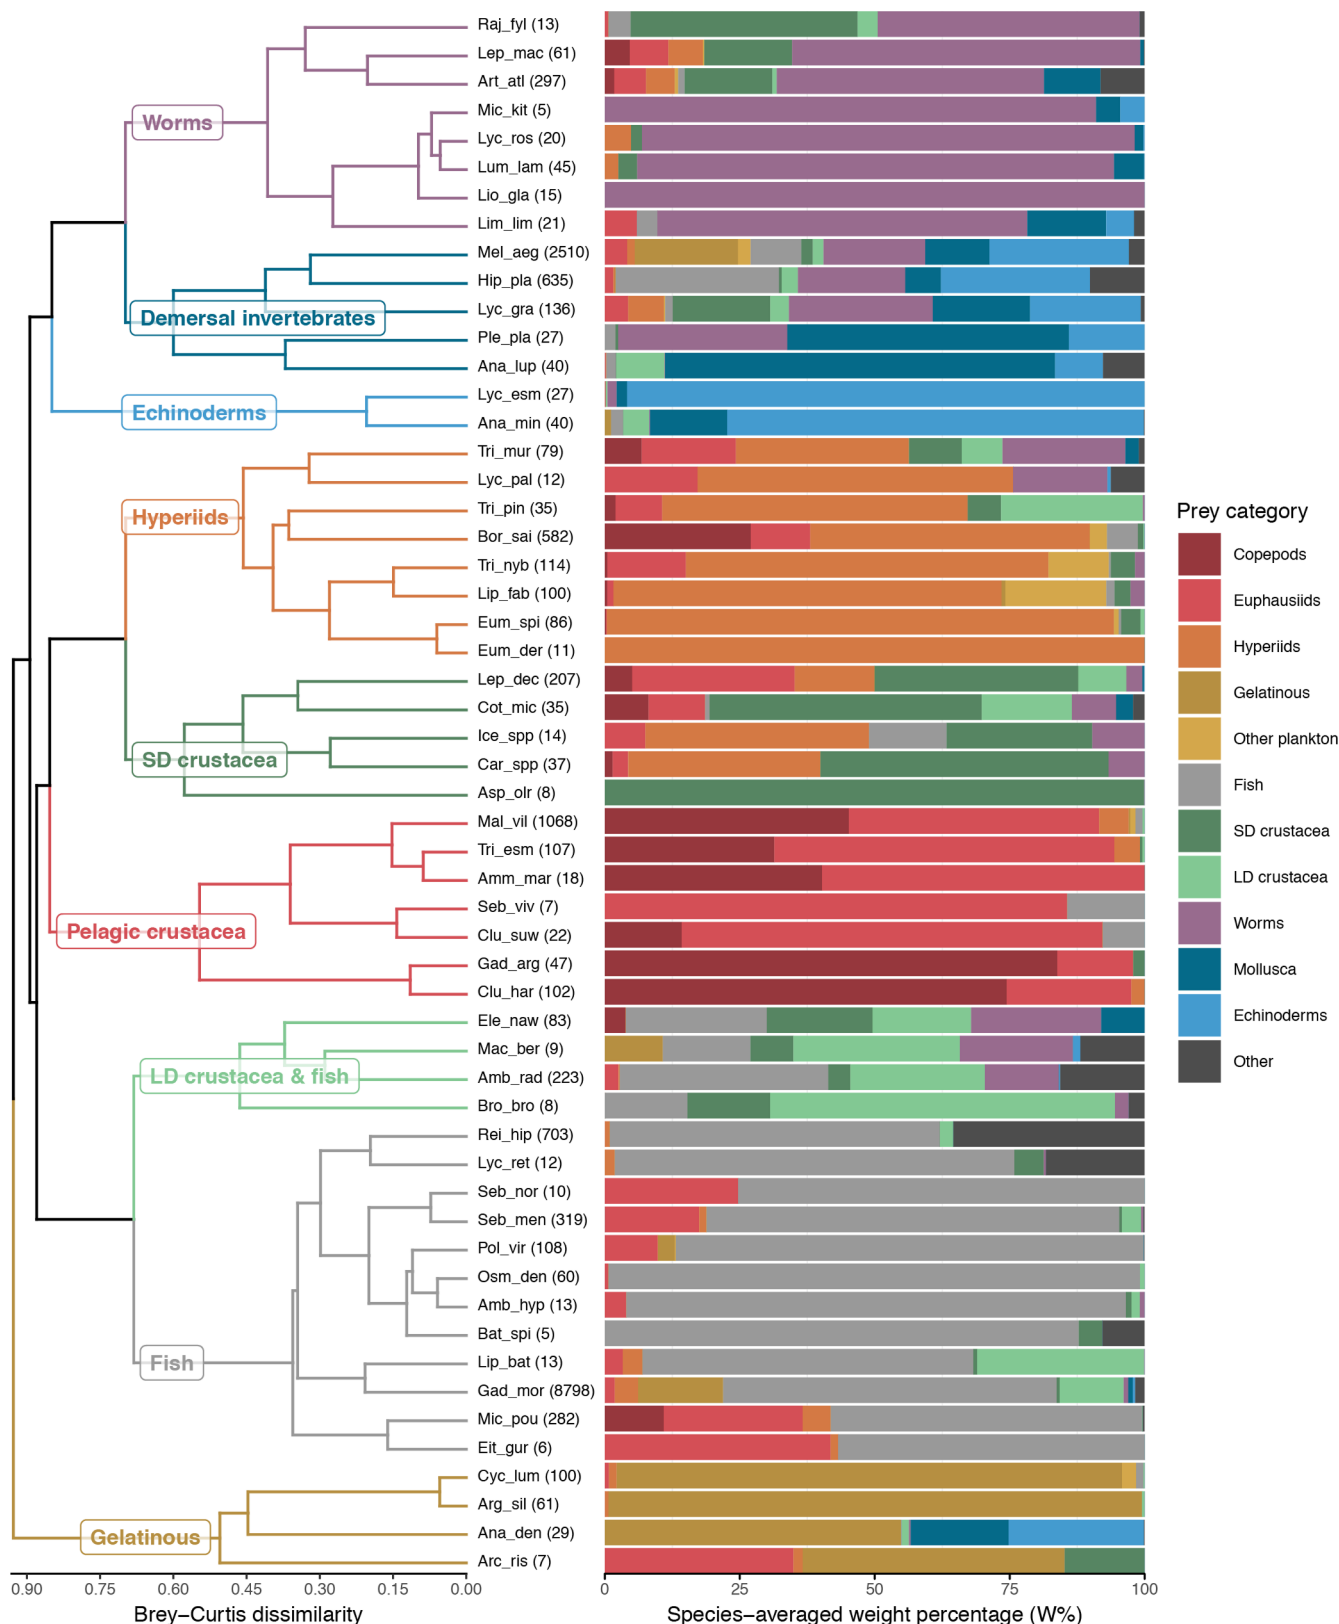 Raj_fyl (13)
Lep_mac (61)
Art_atl (297)
Mic_kit (5)
Worms
Lyc_ros (20)
Lum_lam (45)
Lio_gla (15)
Lim_lim (21)
Mel_aeg (2510)
Hip_pla (635)
Lyc_gra (136)
Demersal invertebrates
Ple_pla (27)
Ana_lup (40)
Lyc_esm (27)
Echinoderms
Ana_min (40)
Tri_mur (79)
Lyc_pal (12)
Tri_pin (35)
Hyperiids
Bor_sai (582)
Tri_nyb (114)
Lip_fab (100)
Eum_spi (86)
Eum_der (11)
Lep_dec (207)
Cot_mic (35)
Ice_spp (14)
SD crustacea
Car_spp (37)
Asp_olr (8)
Mal_vil (1068)
Tri_esm (107)
Amm_mar (18)
Seb_viv (7)
Pelagic crustacea
Clu_suw (22)
Gad_arg (47)
Clu_har (102)
Ele_naw (83)
Mac_ber (9)
LD crustacea & fish
Amb_rad (223)
Bro_bro (8)
Rei_hip (703)
Lyc_ret (12)
Seb_nor (10)
Seb_men (319)
Pol_vir (108)
Osm_den (60)
Amb_hyp (13)
Bat_spi (5)
Fish
Lip_bat (13)
Gad_mor (8798)
Mic_pou (282)
Eit_gur (6)
Cyc_lum (100)
Arg_sil (61)
Gelatinous
Ana_den (29)
Arc_ris (7)
0.90 0.75 0.60 0.45 0.30 0.15 0.00
Brey−Curtis dissimilarity
0 25 50 75 100
Species−averaged weight percentage (W%)
Prey category
Copepods
Euphausiids
Hyperiids
Gelatinous
Other plankton
Fish
SD crustacea
LD crustacea
Worms
Mollusca
Echinoderms
Other